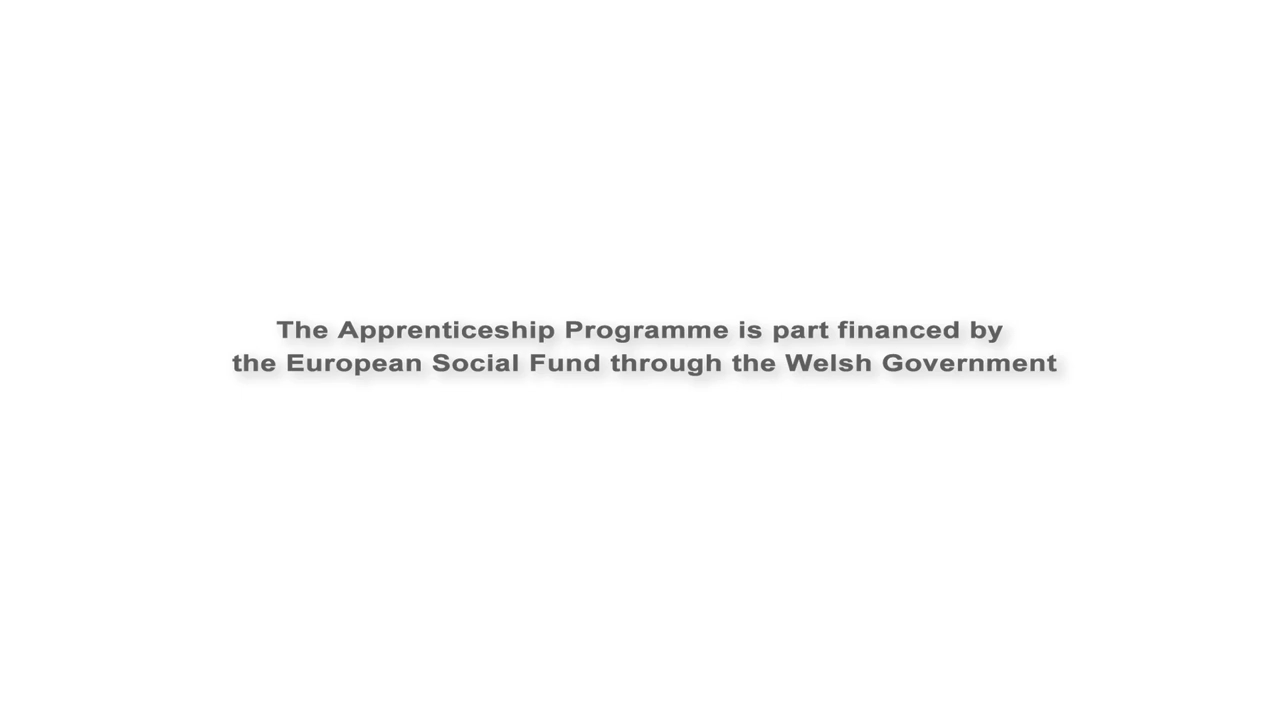 The Apprenticeship Programme is part financed by
the European Social Fund through the Welsh Government